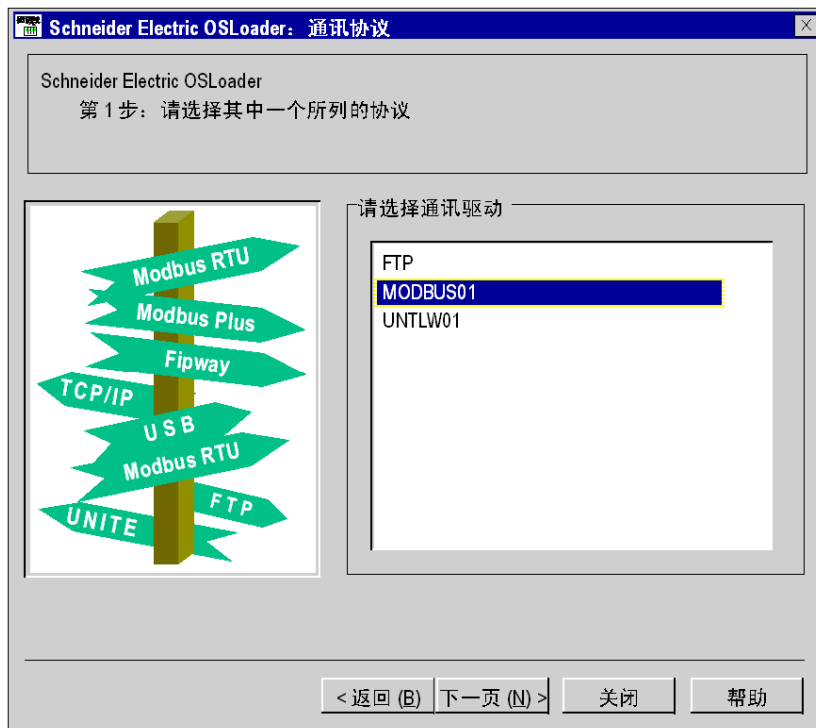 Schneider Electric OSLoader：通讯协议
Schneider Electric OSLoader
第 1 步：请选择其中一个所列的协议
请选择通讯驱动
Modbus RTU
Modbus Plus
Fipway
TCP/IP
USB
Modbus RTU
FTP
UNITE
FTP
MODBUS01
UNTLW01
< 返回 (B) 下一页 (N) > 关闭 帮助